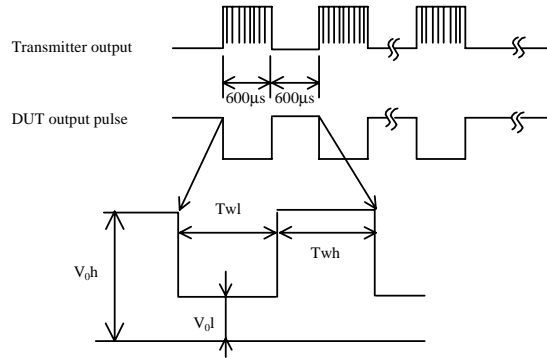 Transmitter output
600μs 600μs
DUT output pulse
Twl
Twh
V₀h
V₀l